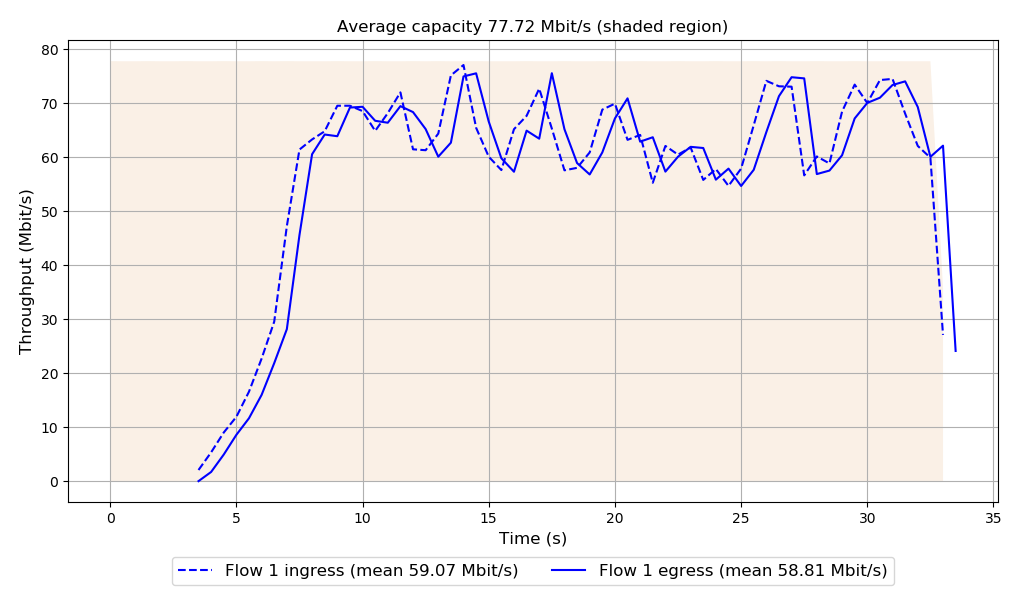 Average capacity 77.72 Mbit/s (shaded region)
Throughput (Mbit/s)
80
70
60
50
40
30
20
10
0
0 5 10 15 20 25 30 35
Time (s)
Flow 1 ingress (mean 59.07 Mbit/s) Flow 1 egress (mean 58.81 Mbit/s)